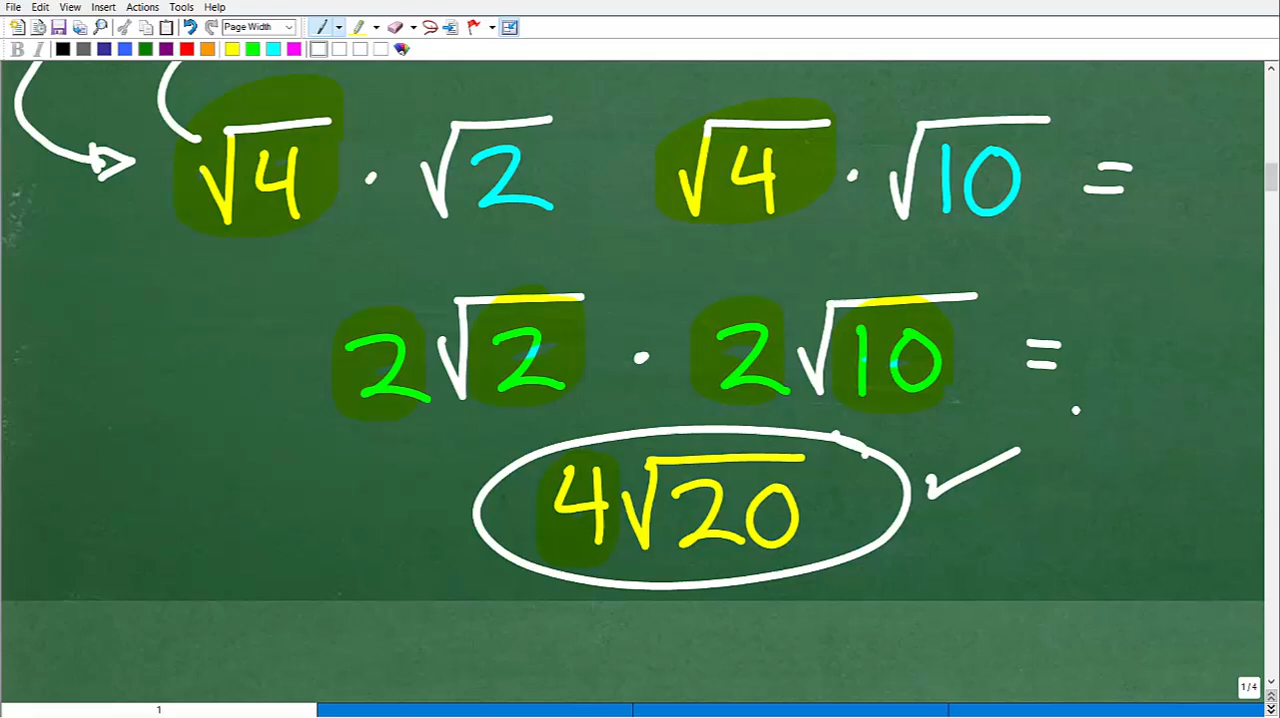 File Edit View Insert Actions Tools Help
Page Width
B I
√4 · √2 √4 · √10 =
2√2 · 2√10 =
4√20 ✓
1/4
1